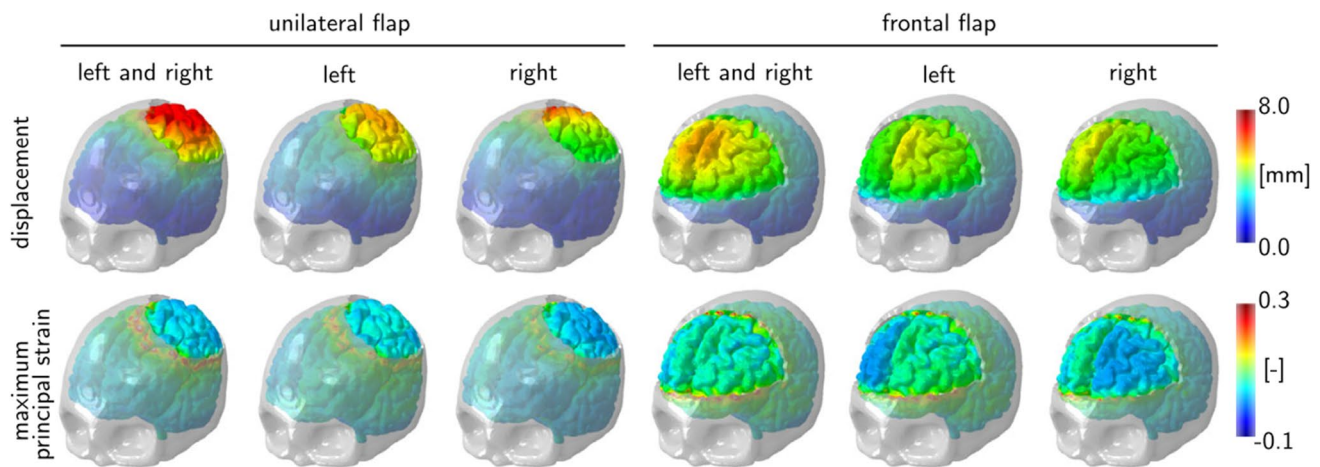 unilateral flap
frontal flap
left and right
left
right
left and right
left
right
displacement
8.0
[mm]
0.0
maximum
principal strain
0.3
[-]
-0.1